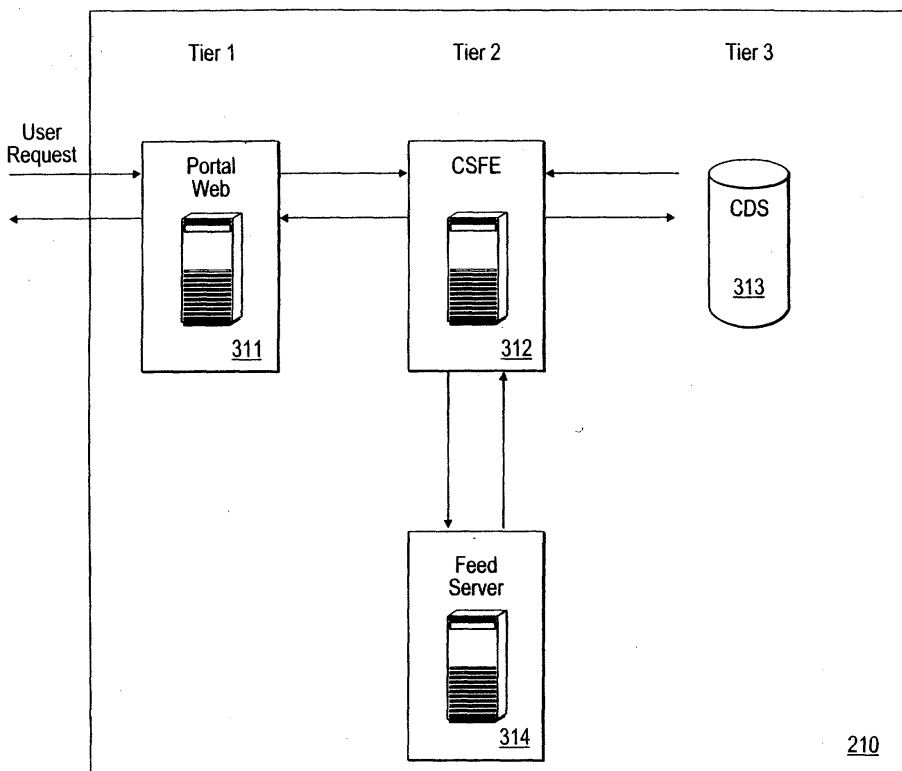 Tier 1
Tier 2
Tier 3
User
Request
Portal
Web
311
CSFE
312
CDS
313
Feed
Server
314
210